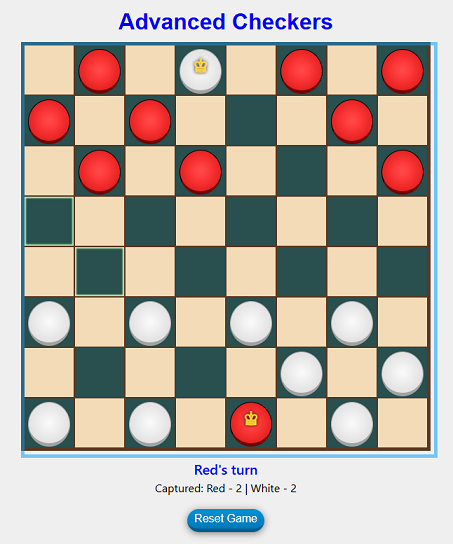 Advanced Checkers
Red's turn
Captured: Red - 2 | White - 2
Reset Game